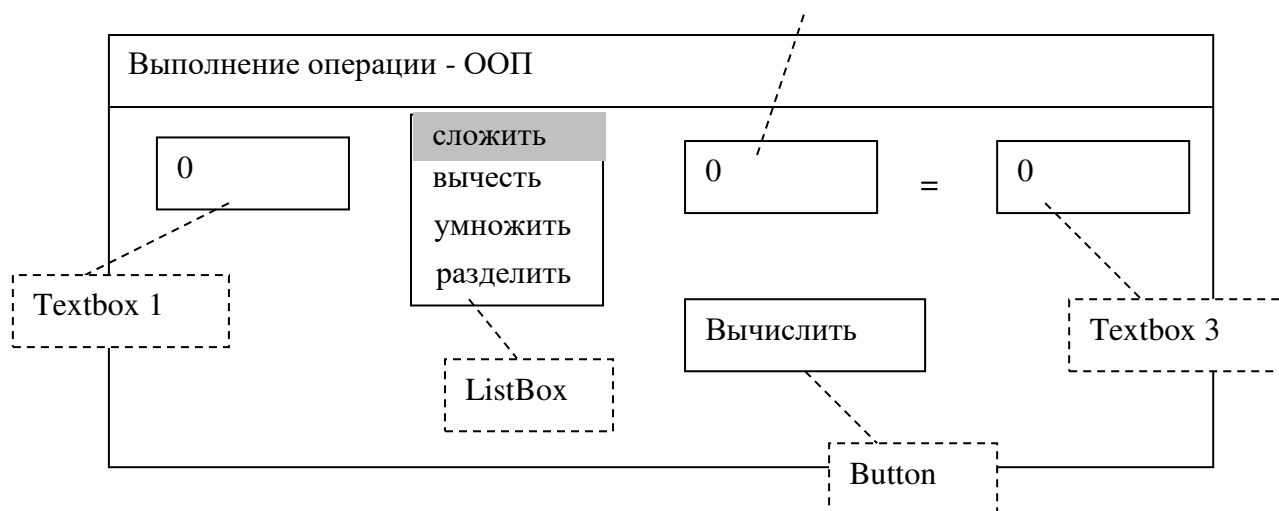 Выполнение операции - ООП
0
сложить
вычесть
умножить
разделить
0
=
0
Textbox 1
ListBox
Вычислить
Textbox 3
Button